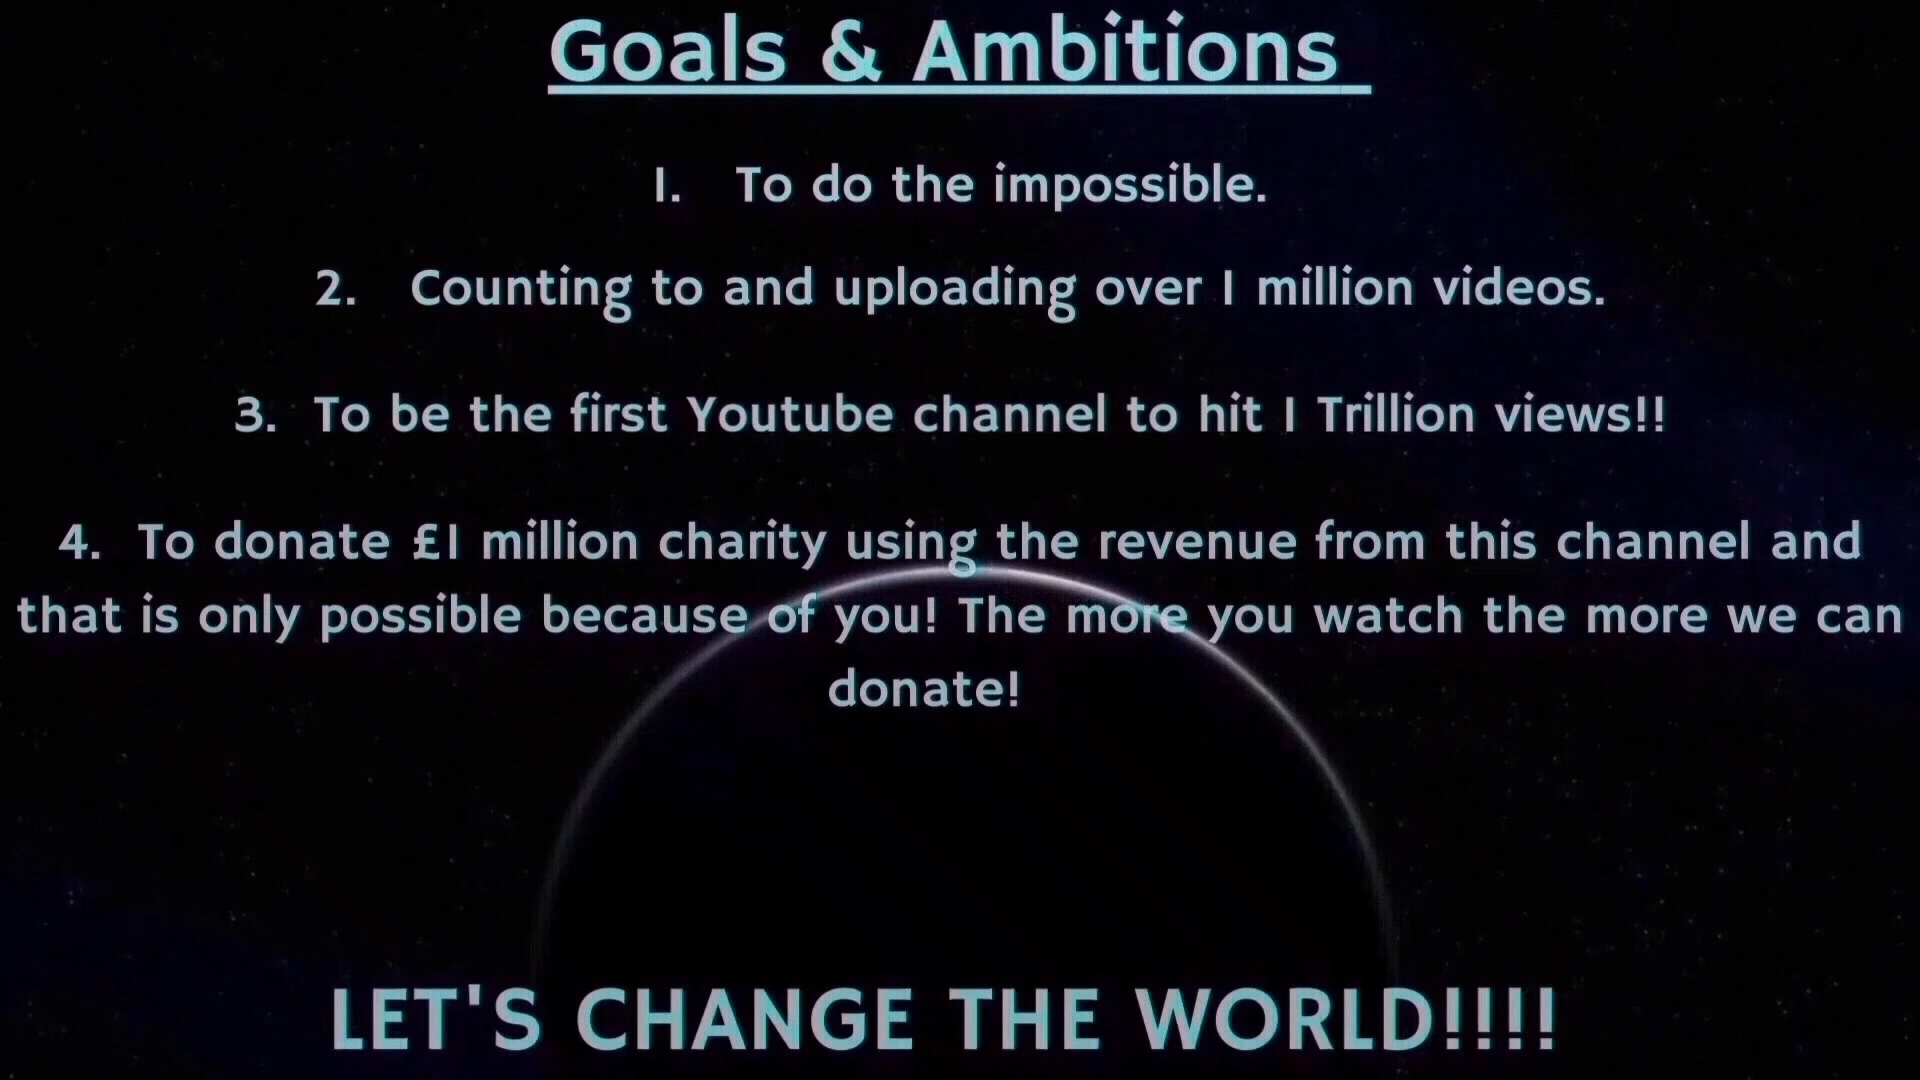 Goals & Ambitions
1. To do the impossible.
2. Counting to and uploading over 1 million videos.
3. To be the first Youtube channel to hit 1 Trillion views!!
4. To donate £1 million charity using the revenue from this channel and
that is only possible because of you! The more you watch the more we can
donate!
LET'S CHANGE THE WORLD!!!!